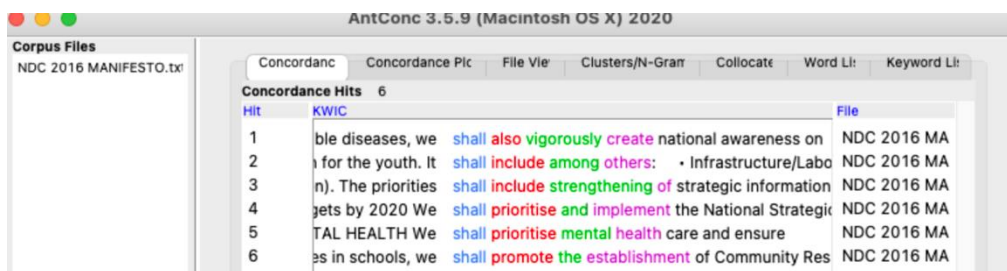 AntConc 3.5.9 (Macintosh OS X) 2020
Corpus Files
NDC 2016 MANIFESTO.txt
Concordanc Concordance Plc File Vie Clusters/N-Gram Collocate Word Li Keyword Li
Concordance Hits 6
Hit KWIC File
1 ble diseases, we shall also vigorously create national awareness on NDC 2016 MA
2 n for the youth. It shall include among others: • Infrastructure/Labo NDC 2016 MA
3 n). The priorities shall include strengthening of strategic information NDC 2016 MA
4 gets by 2020 We shall prioritise and implement the National Strategic NDC 2016 MA
5 TAL HEALTH We shall prioritise mental health care and ensure NDC 2016 MA
6 es in schools, we shall promote the establishment of Community Res NDC 2016 MA